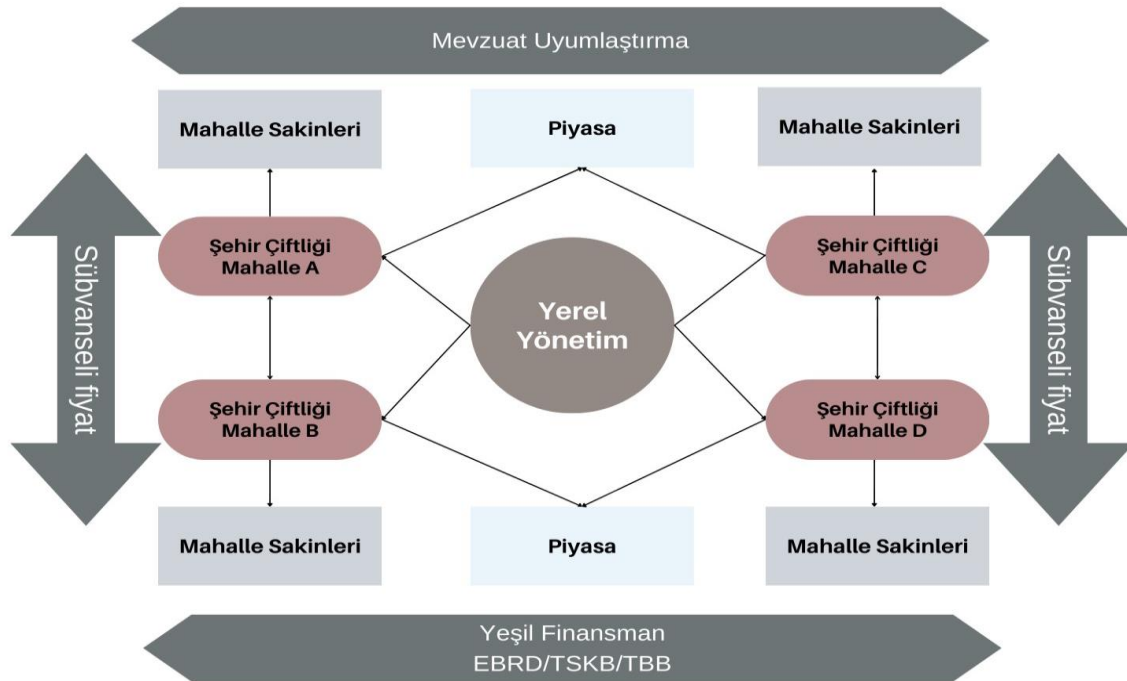 Mevzuat Uyumlaştırma
Mahalle Sakinleri
Piyasa
Mahalle Sakinleri
Sübvanseli fiyat
Şehir Çiftliği
Mahalle A
Yerel
Yönetim
Şehir Çiftliği
Mahalle C
Sübvanseli fiyat
Şehir Çiftliği
Mahalle B
Şehir Çiftliği
Mahalle D
Mahalle Sakinleri
Piyasa
Mahalle Sakinleri
Yeşil Finansman
EBRD/TSKB/TBB